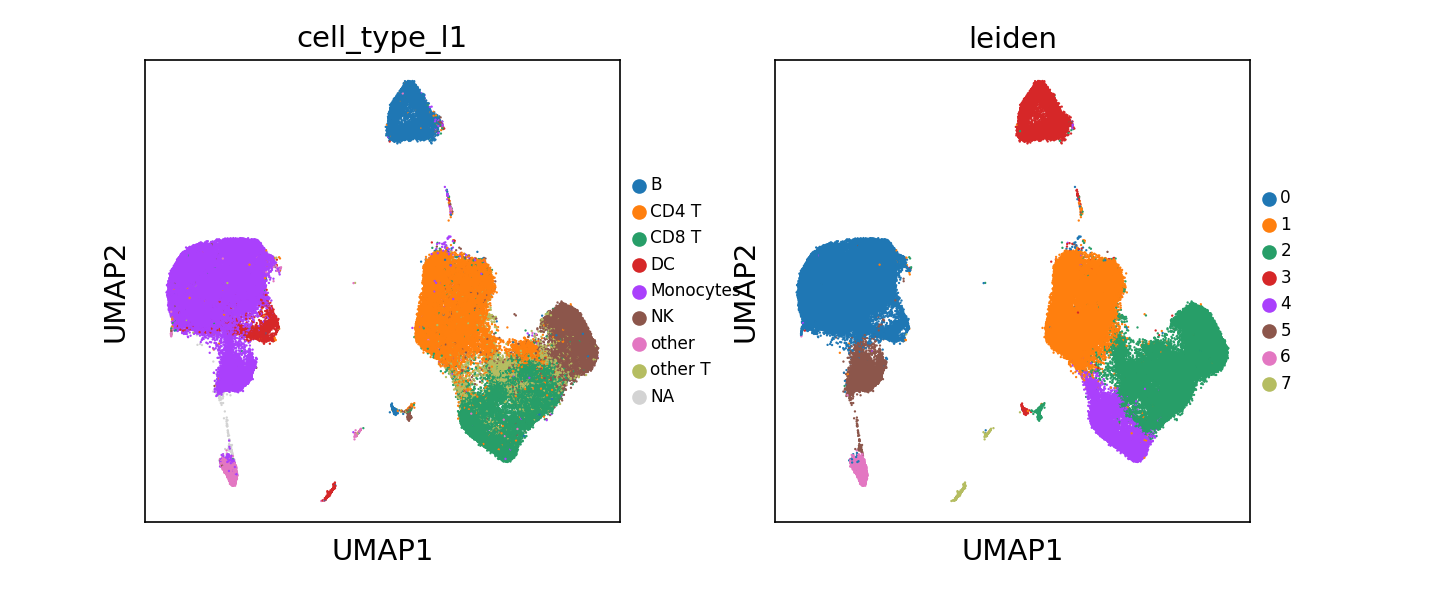 cell_type_l1
UMAP2
UMAP1
B
CD4 T
CD8 T
DC
Monocytes
NK
other
other T
NA
leiden
UMAP2
UMAP1
0
1
2
3
4
5
6
7